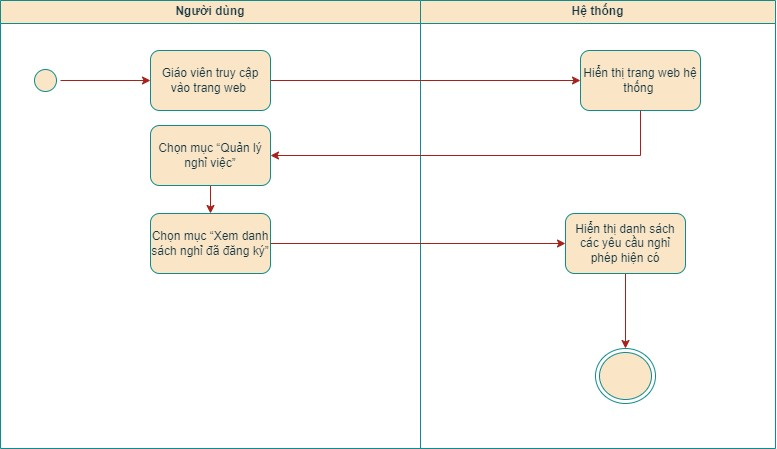 Người dùng
Hệ thống
Giáo viên truy cập
vào trang web
Hiển thị trang web hệ
thống
Chọn mục “Quản lý
nghỉ việc”
Chọn mục “Xem danh
sách nghỉ đã đăng ký”
Hiển thị danh sách
các yêu cầu nghỉ
phép hiện có